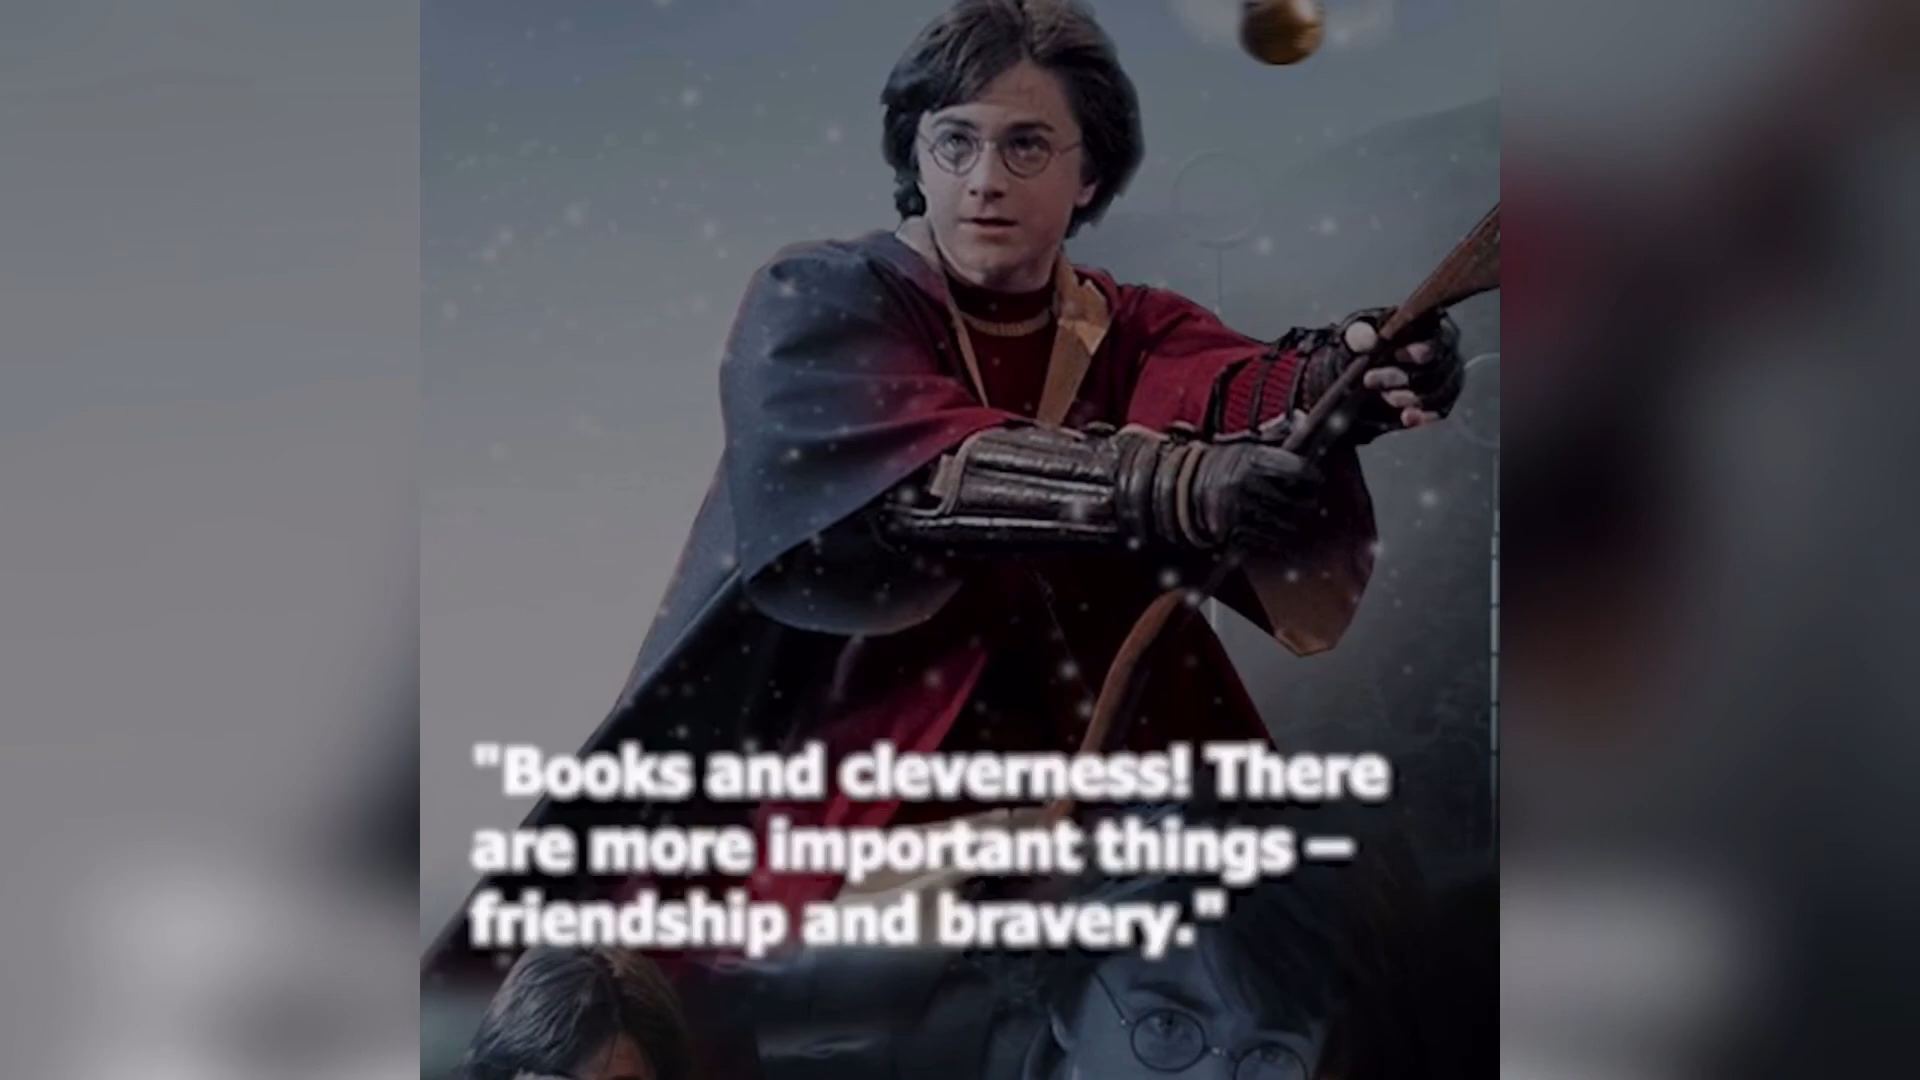 "Books and cleverness! There
are more important things –
friendship and bravery."